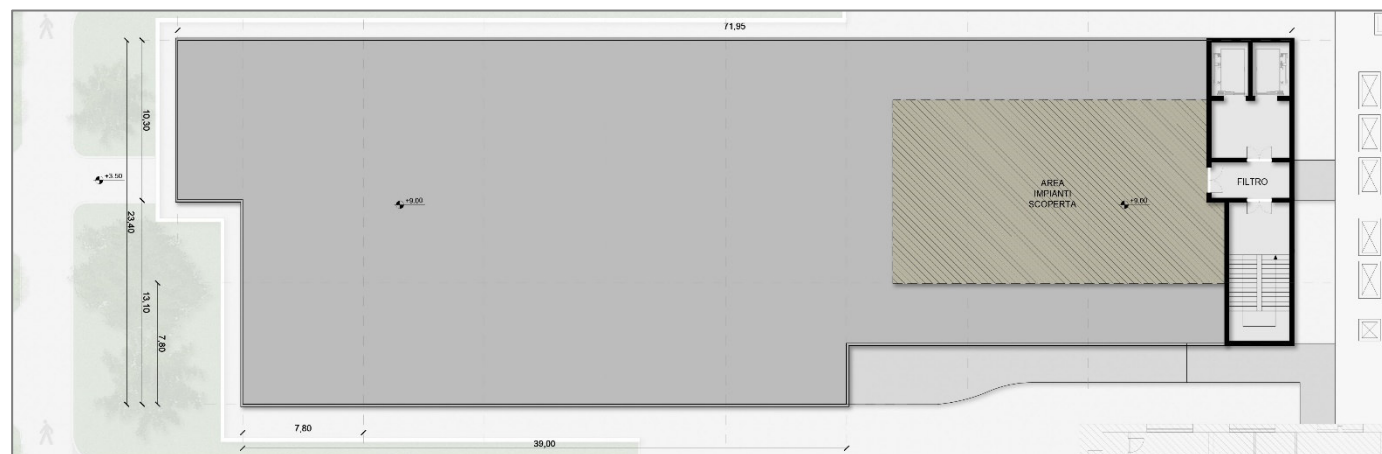 71,95
10,30
+3.50
23,40
13,10
7,80
+9.00
AREA
IMPIANTI
SCOPERTA
+9.00
FILTRO
7,80
39,00